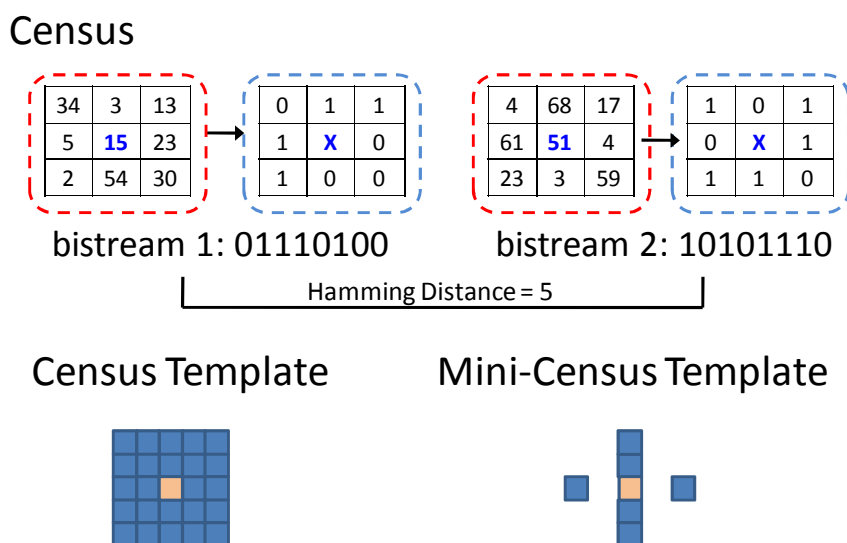 Census
34 3 13
5 15 23
2 54 30
0 1 1
1 X 0
1 0 0
4 68 17
61 51 4
23 3 59
1 0 1
0 X 1
1 1 0
bistream 1: 01110100
bistream 2: 10101110
Hamming Distance = 5
Census Template
Mini-Census Template